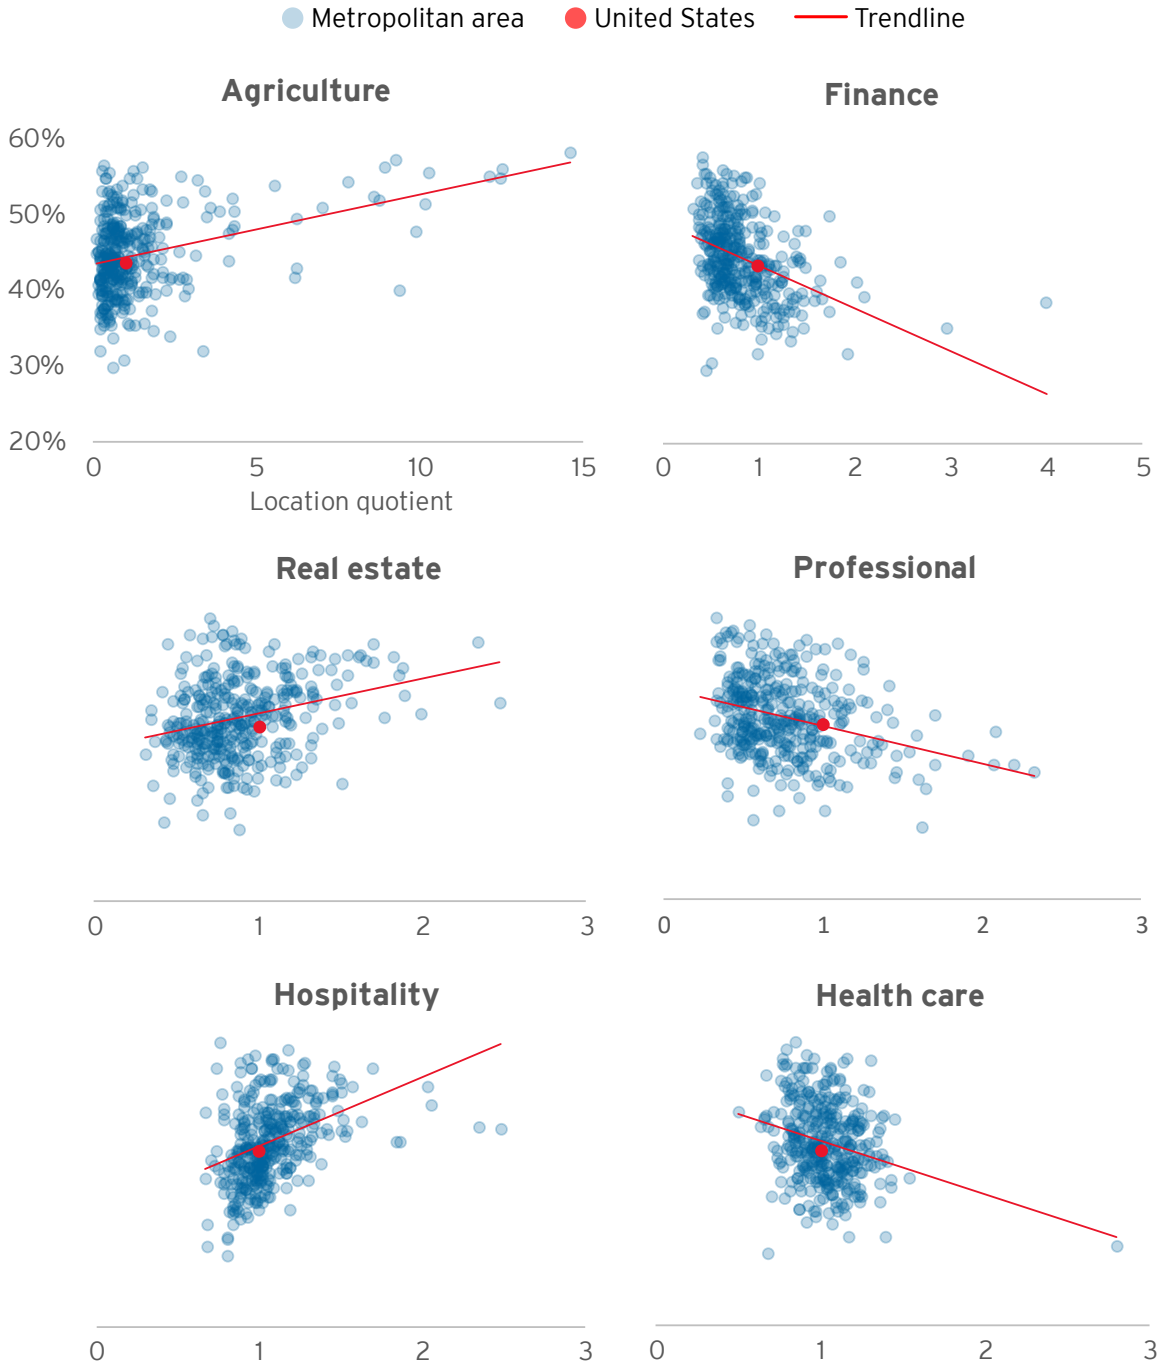 Metropolitan area United States Trendline
Agriculture Finance
60%
50%
40%
30%
20%
0 5 10 15 0 1 2 3 4 5
Location quotient
Real estate Professional
0 1 2 3 0 1 2 3
Hospitality Health care
0 1 2 3 0 1 2 3